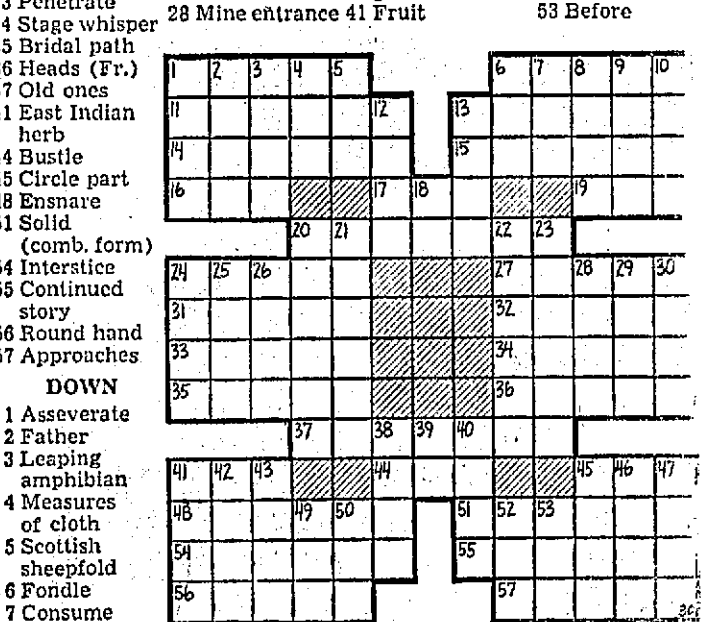 3 Penetrate
4 Stage whisper
5 Bridal path
6 Heads (Fr.)
7 Old ones
1 East Indian
herb
4 Bustle
5 Circle part
8 Ensnare
1 Solid
(comb. form)
4 Interstice
5 Continued
story
6 Round hand
7 Approaches
DOWN
1 Asseverate
2 Father
3 Leaping
amphibian
4 Measures
of cloth
5 Scottish
sheepfold
6 Fondle
7 Consume
28 Mine entrance 41 Fruit
53 Before
1 2 3 4 5 6 7 8 9 10
11 12 13
14 15
16 17 18 19
20 21 22 23
24 25 26 27 28 29 30
31 32
33 34
35 36
37 38 39 40
41 42 43 44 45 46 47
48 49 50 51 52 53
54 55
56 57